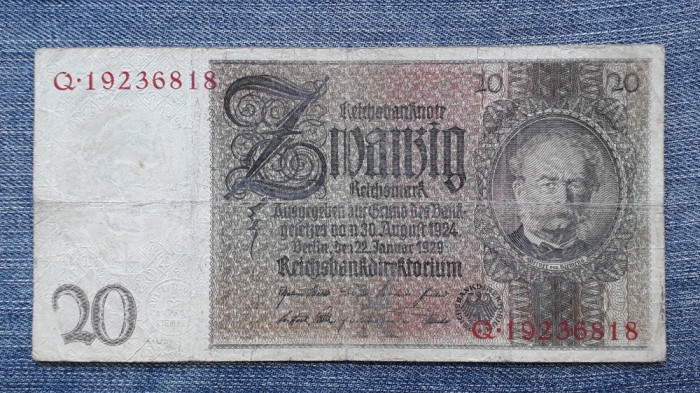 Q·19236818
20 20
Reichsbanknote
Zwanzig
Reichsmark
Ausgegeben auf Grund des Bank-
gesetzes vom 30. August 1924
Berlin, den 22. Januar 1929
Reichsbankdirektorium
20
Q·19236818